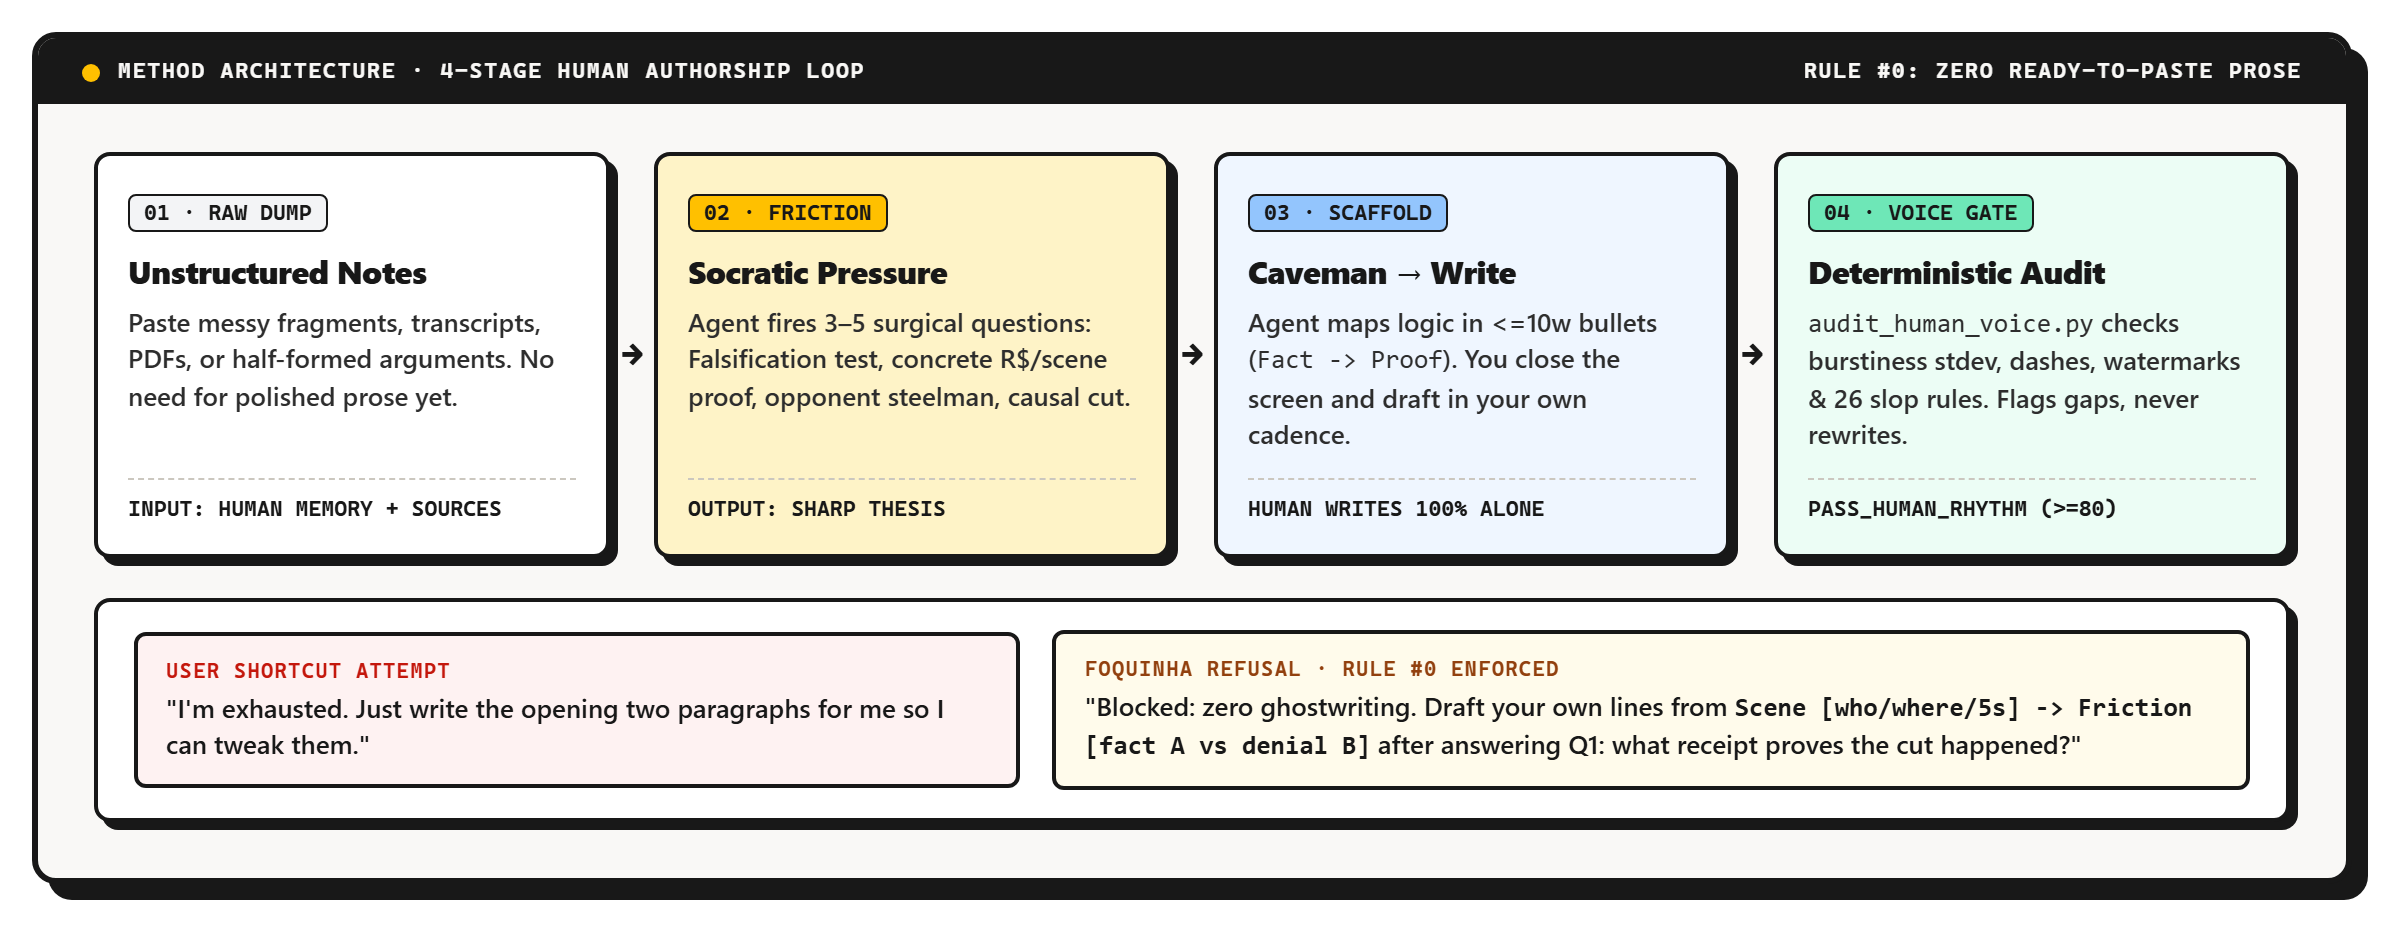 METHOD ARCHITECTURE · 4-STAGE HUMAN AUTHORSHIP LOOP
RULE #0: ZERO READY-TO-PASTE PROSE
01 · RAW DUMP
Unstructured Notes
Paste messy fragments, transcripts,
PDFs, or half-formed arguments. No
need for polished prose yet.
INPUT: HUMAN MEMORY + SOURCES
→
02 · FRICTION
Socratic Pressure
Agent fires 3–5 surgical questions:
Falsification test, concrete R$/scene
proof, opponent steelman, causal cut.
OUTPUT: SHARP THESIS
→
03 · SCAFFOLD
Caveman → Write
Agent maps logic in <=10w bullets
(Fact -> Proof). You close the
screen and draft in your own
cadence.
HUMAN WRITES 100% ALONE
→
04 · VOICE GATE
Deterministic Audit
audit_human_voice.py checks
burstiness stdev, dashes, watermarks
& 26 slop rules. Flags gaps, never
rewrites.
PASS_HUMAN_RHYTHM (>=80)
USER SHORTCUT ATTEMPT
"I'm exhausted. Just write the opening two paragraphs for me so I
can tweak them."
FOQUINHA REFUSAL · RULE #0 ENFORCED
"Blocked: zero ghostwriting. Draft your own lines from Scene [who/where/5s] -> Friction
[fact A vs denial B] after answering Q1: what receipt proves the cut happened?"